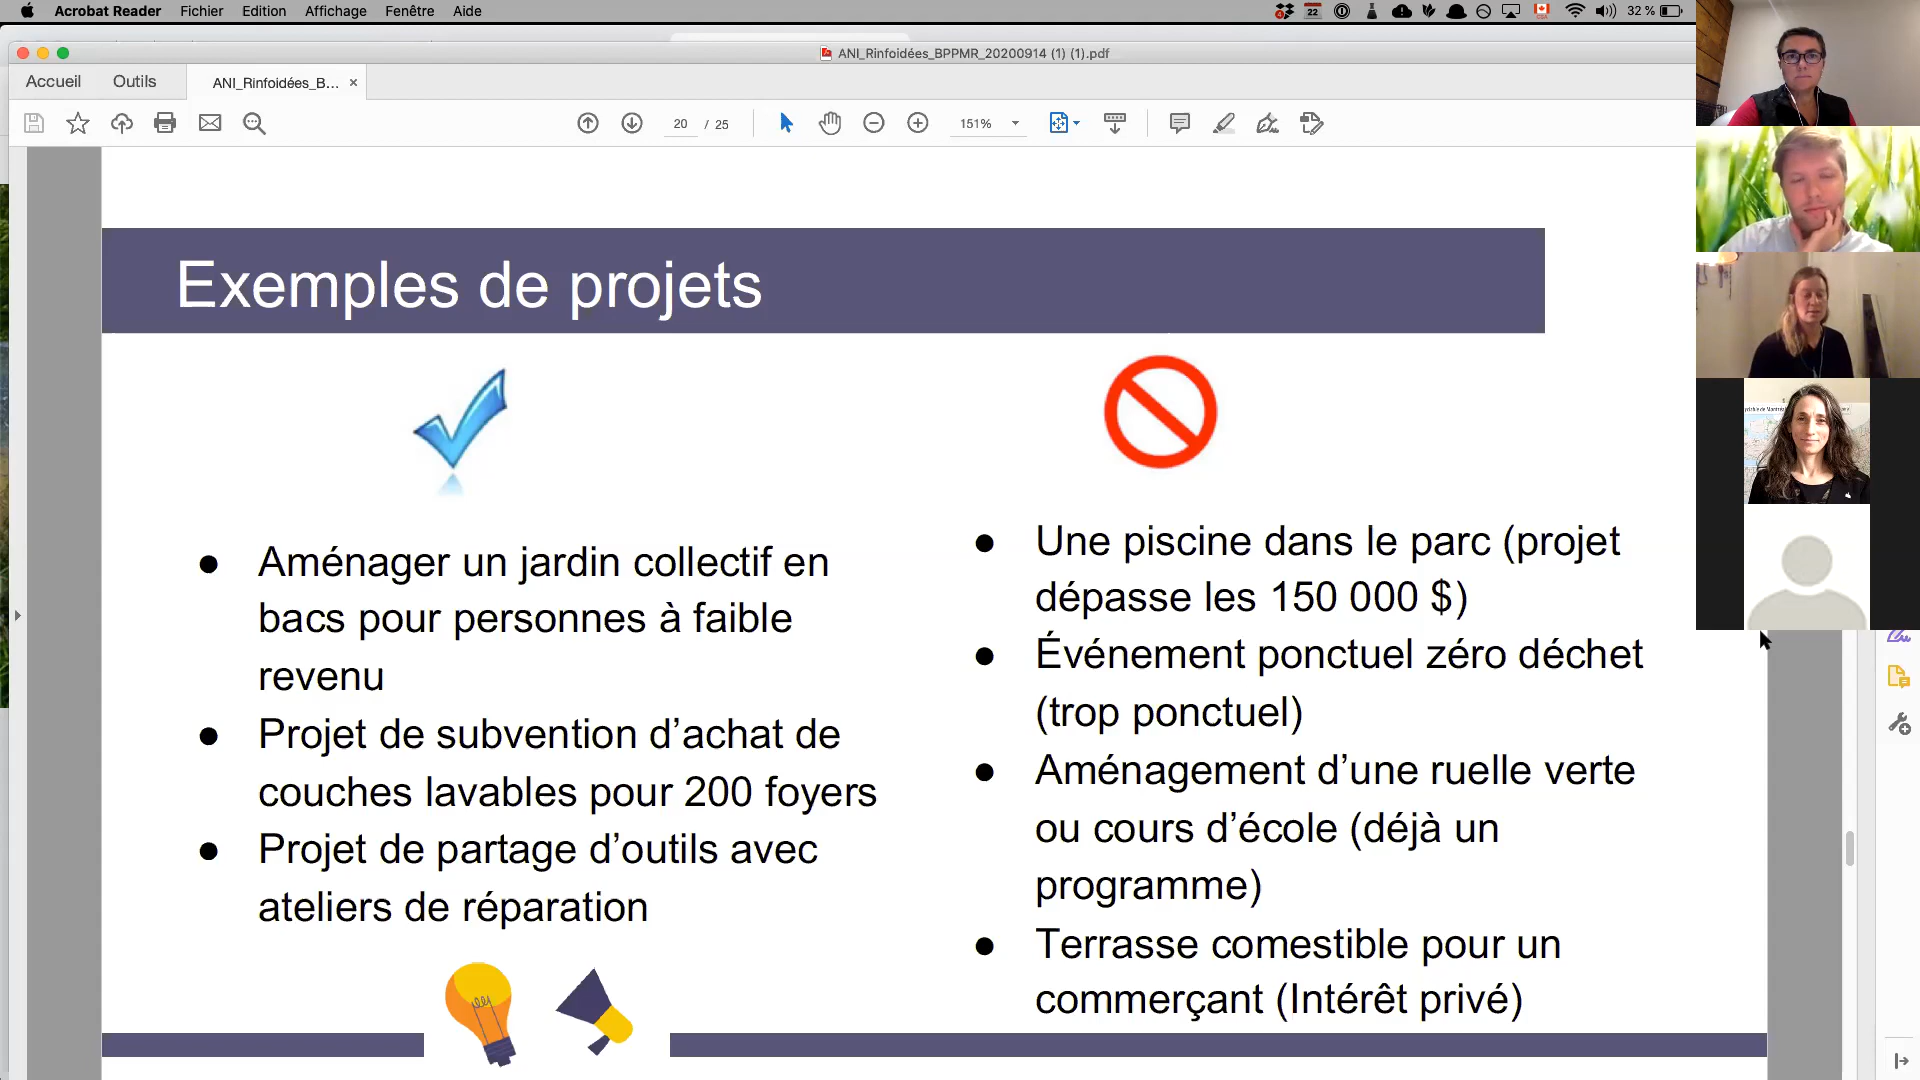 Acrobat Reader Fichier Edition Affichage Fenêtre Aide
22
32 %
ANI_Rinfoidées_BPPMR_20200914 (1) (1).pdf
Accueil Outils ANI_Rinfoidées_B...
20 / 25 151%
Exemples de projets
Aménager un jardin collectif en
bacs pour personnes à faible
revenu
Projet de subvention d'achat de
couches lavables pour 200 foyers
Projet de partage d'outils avec
ateliers de réparation
Une piscine dans le parc (projet
dépasse les 150 000 $)
Événement ponctuel zéro déchet
(trop ponctuel)
Aménagement d'une ruelle verte
ou cours d'école (déjà un
programme)
Terrasse comestible pour un
commerçant (Intérêt privé)